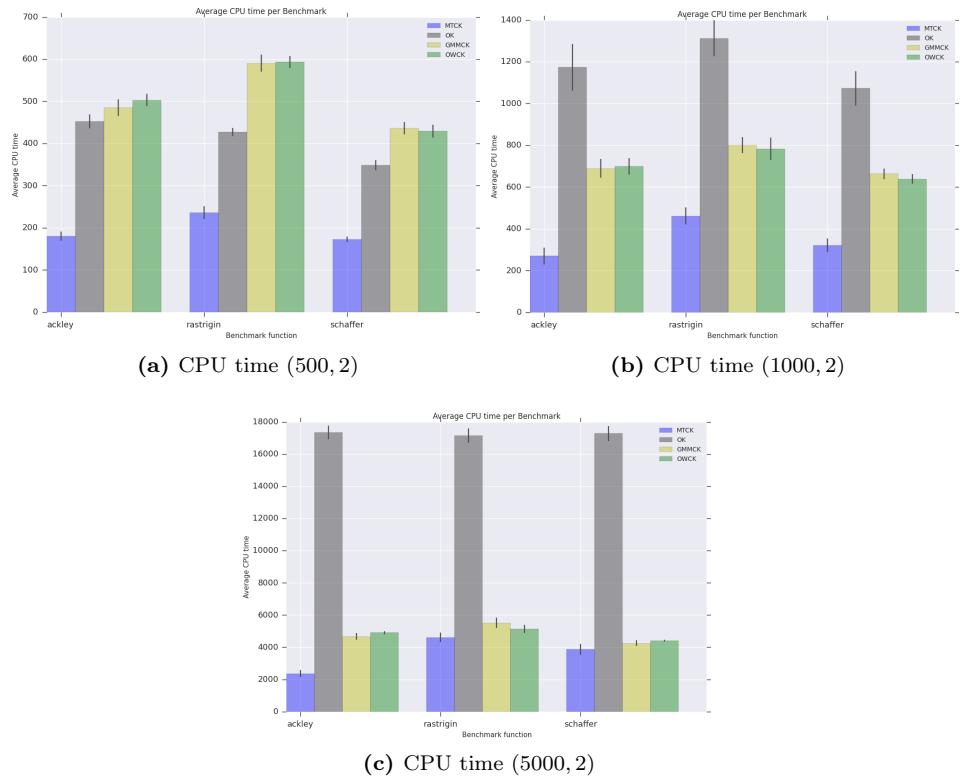 Average CPU time per Benchmark
700
600
500
400
300
200
100
0
Average CPU time
MTCK
OK
GMMCK
OWCK
ackley
rastrigin
schaffer
Benchmark function
(a) CPU time (500, 2)
Average CPU time per Benchmark
1400
1200
1000
800
600
400
200
0
Average CPU time
MTCK
OK
GMMCK
OWCK
ackley
rastrigin
schaffer
Benchmark function
(b) CPU time (1000, 2)
Average CPU time per Benchmark
18000
16000
14000
12000
10000
8000
6000
4000
2000
0
Average CPU time
MTCK
OK
GMMCK
OWCK
ackley
rastrigin
schaffer
Benchmark function
(c) CPU time (5000, 2)